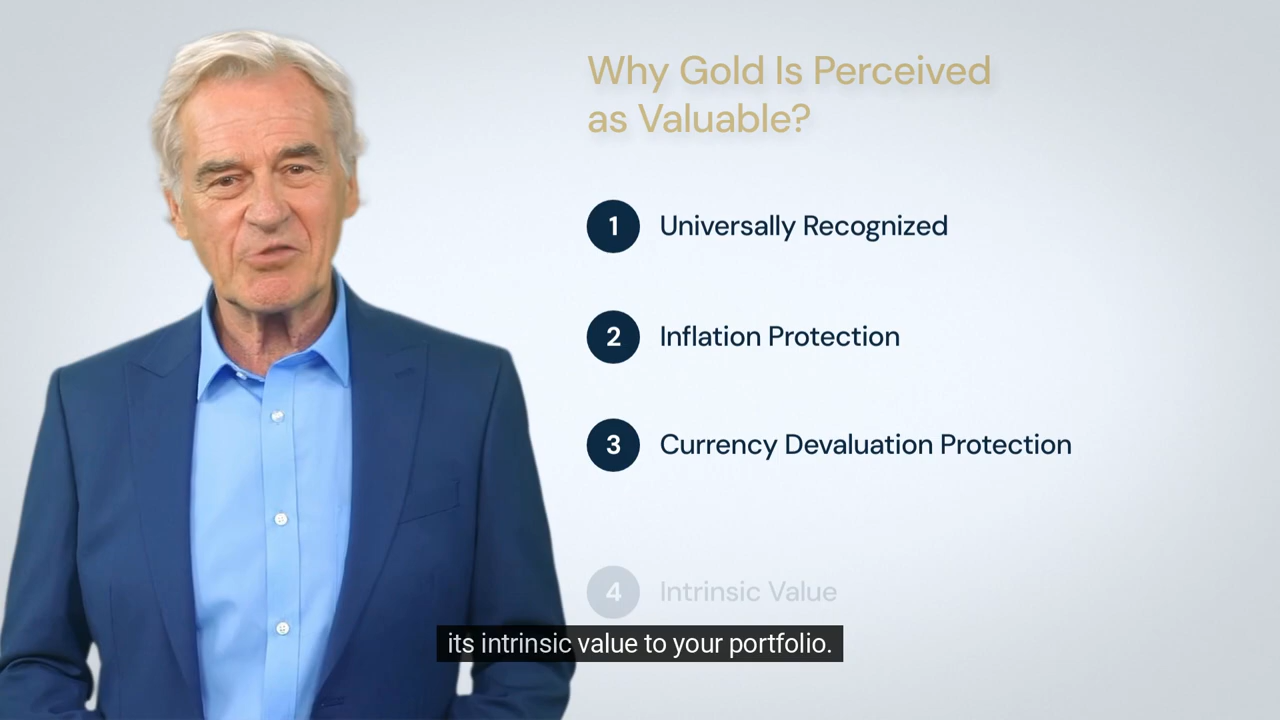 Why Gold Is Perceived
as Valuable?
1 Universally Recognized
2 Inflation Protection
3 Currency Devaluation Protection
4 Intrinsic Value
its intrinsic value to your portfolio.